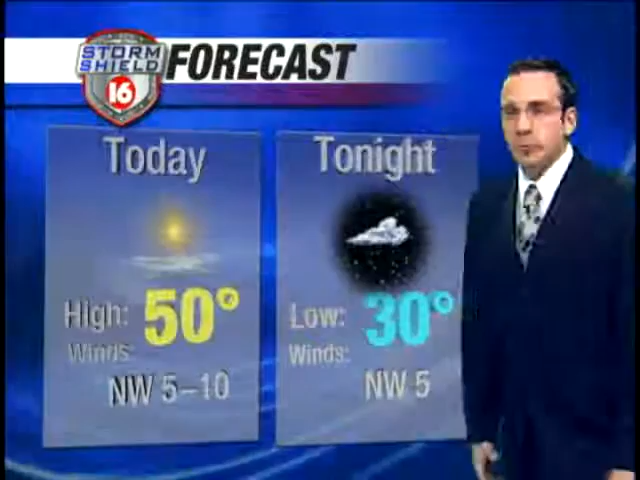 STORM
SHIELD
16
FORECAST
Today
High: 50°
Winds:
NW 5-10
Tonight
Low: 30°
Winds:
NW 5